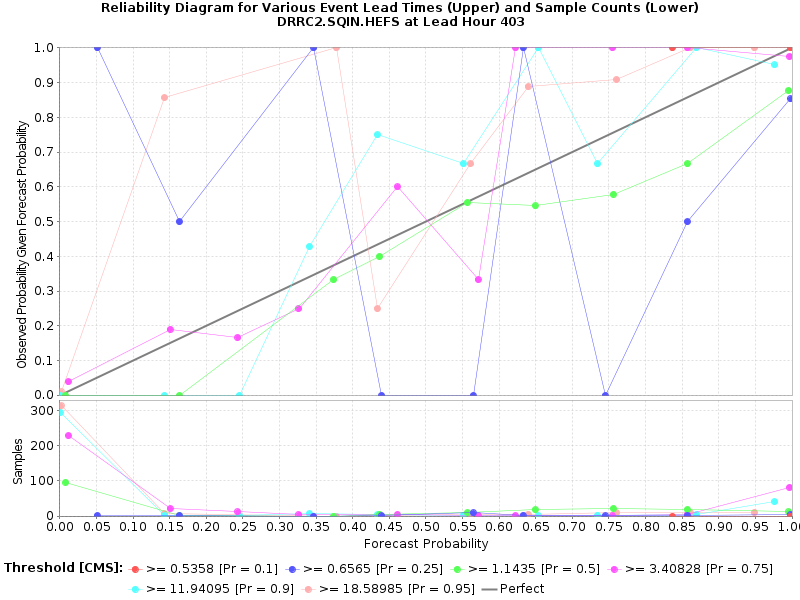 Reliability Diagram for Various Event Lead Times (Upper) and Sample Counts (Lower)
DRRC2.SQIN.HEFS at Lead Hour 403
Observed Probability Given Forecast Probability
1.0
0.9
0.8
0.7
0.6
0.5
0.4
0.3
0.2
0.1
0.0
Samples
300
200
100
0
0.00 0.05 0.10 0.15 0.20 0.25 0.30 0.35 0.40 0.45 0.50 0.55 0.60 0.65 0.70 0.75 0.80 0.85 0.90 0.95 1.0
Forecast Probability
Threshold [CMS]: >= 0.5358 [Pr = 0.1] >= 0.6565 [Pr = 0.25] >= 1.1435 [Pr = 0.5] >= 3.40828 [Pr = 0.75]
>= 11.94095 [Pr = 0.9] >= 18.58985 [Pr = 0.95] Perfect